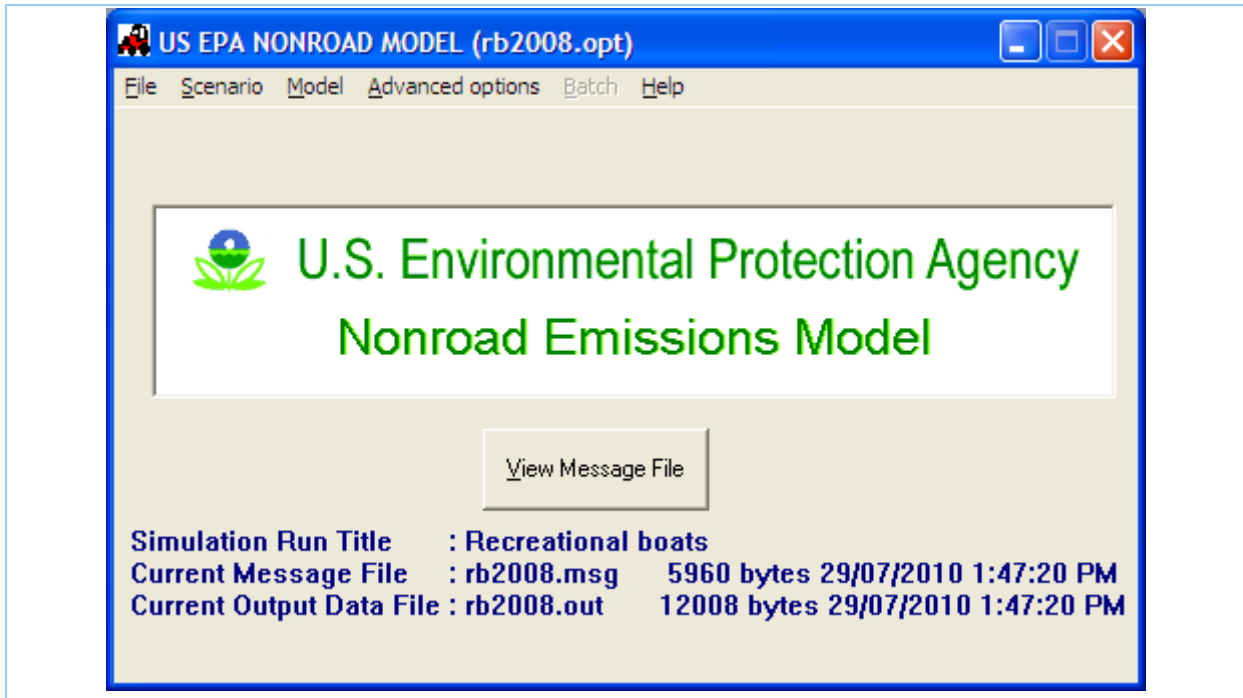 US EPA NONROAD MODEL (rb2008.opt)
File Scenario Model Advanced options Batch Help
U.S. Environmental Protection Agency
Nonroad Emissions Model
View Message File
Simulation Run Title : Recreational boats
Current Message File : rb2008.msg 5960 bytes 29/07/2010 1:47:20 PM
Current Output Data File : rb2008.out 12008 bytes 29/07/2010 1:47:20 PM